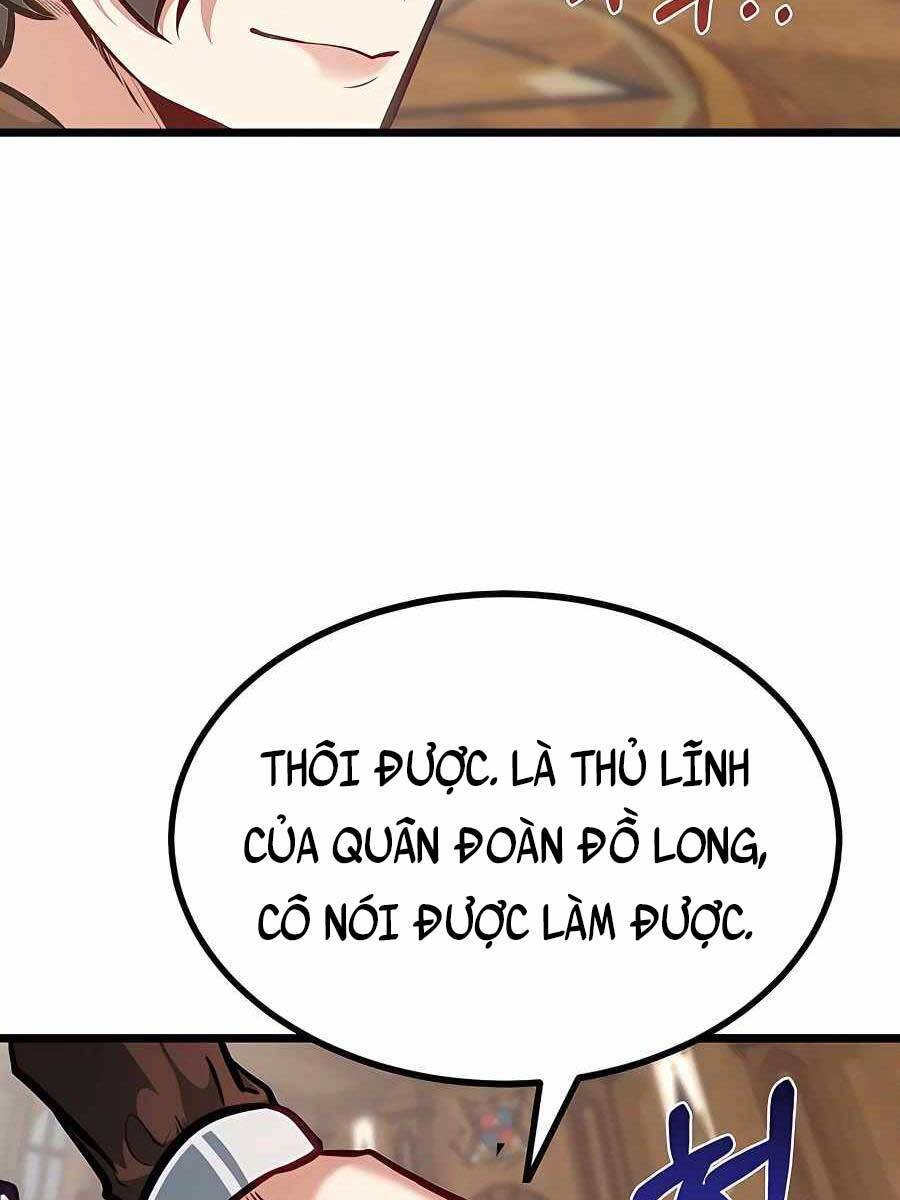 THÔI ĐƯỢC. LÀ THỦ LĨNH
CỦA QUÂN ĐOÀN ĐỒ LONG,
CÔ NÓI ĐƯỢC LÀM ĐƯỢC.